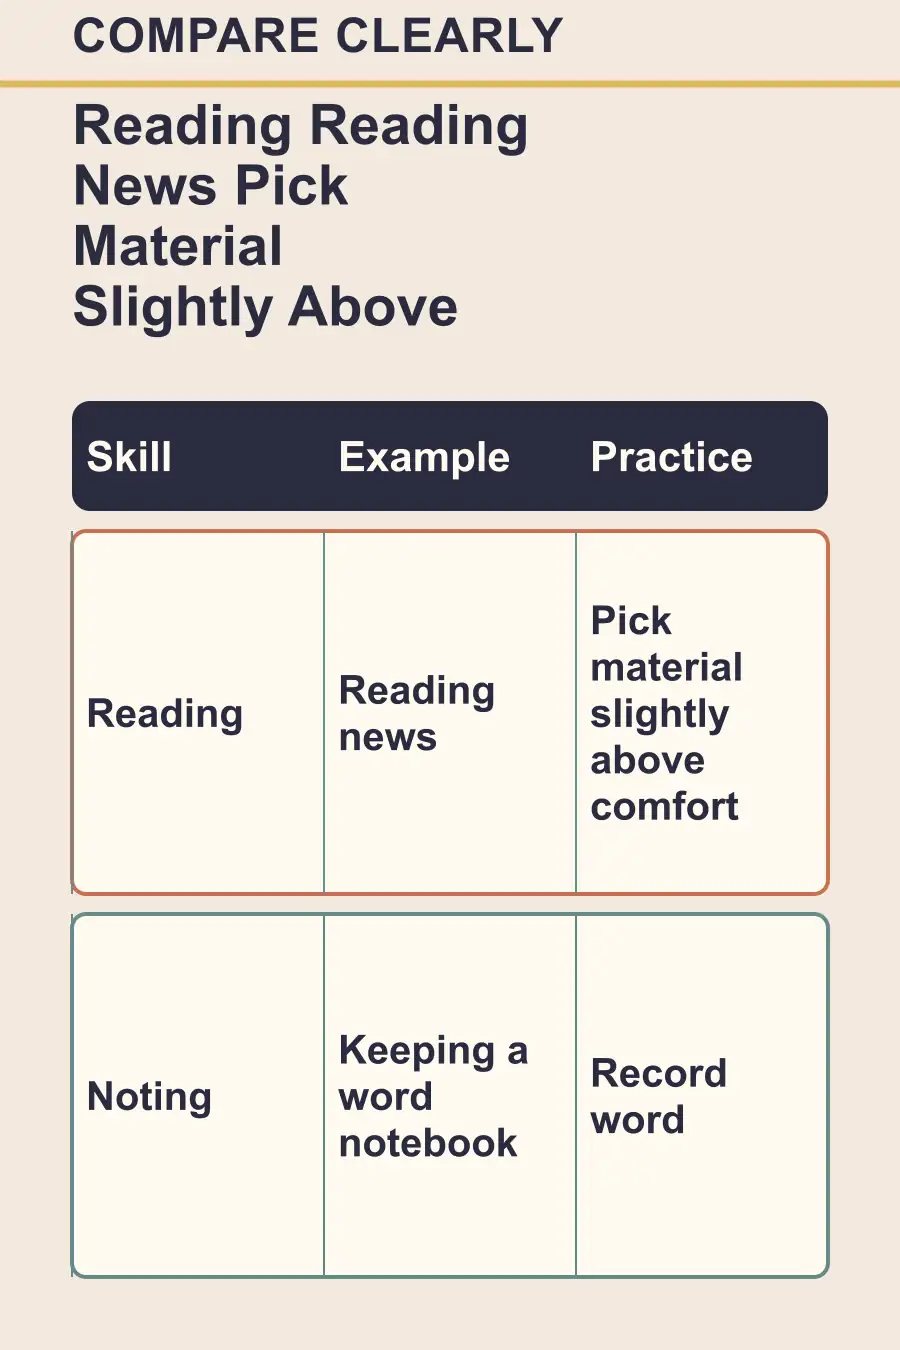 COMPARE CLEARLY
Reading Reading
News Pick
Material
Slightly Above
Skill Example Practice
Reading
Reading
news
Pick
material
slightly
above
comfort
Noting
Keeping a
word
notebook
Record
word